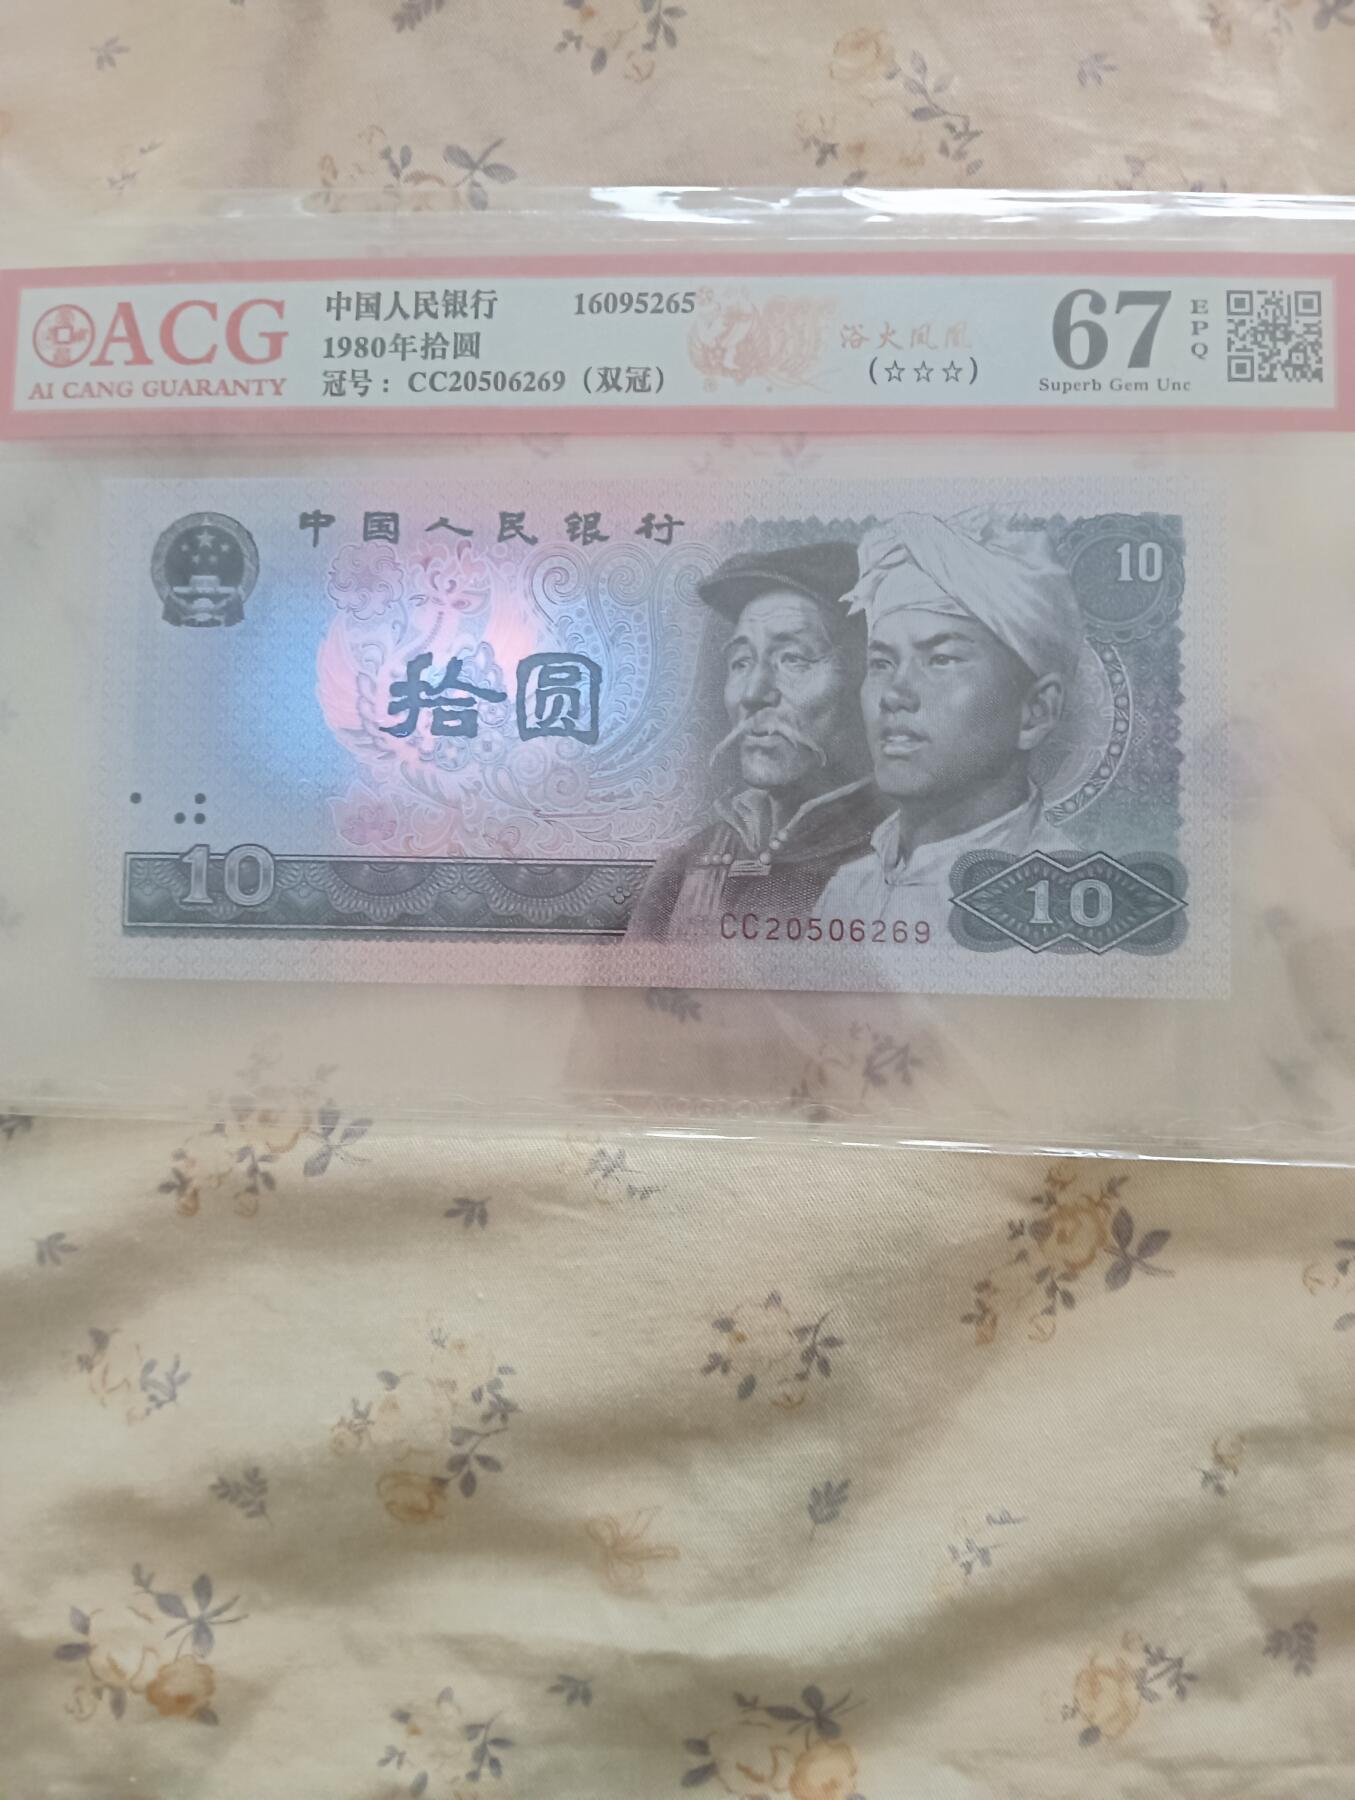 ACG
AI CANG GUARANTY
中国人民银行 16095265
1980年拾圆
冠号：CC20506269（双冠）
浴火凤凰
(☆☆☆)
67 EPQ
Superb Gem Unc
中国人民银行
10
拾圆
10
CC20506269
10